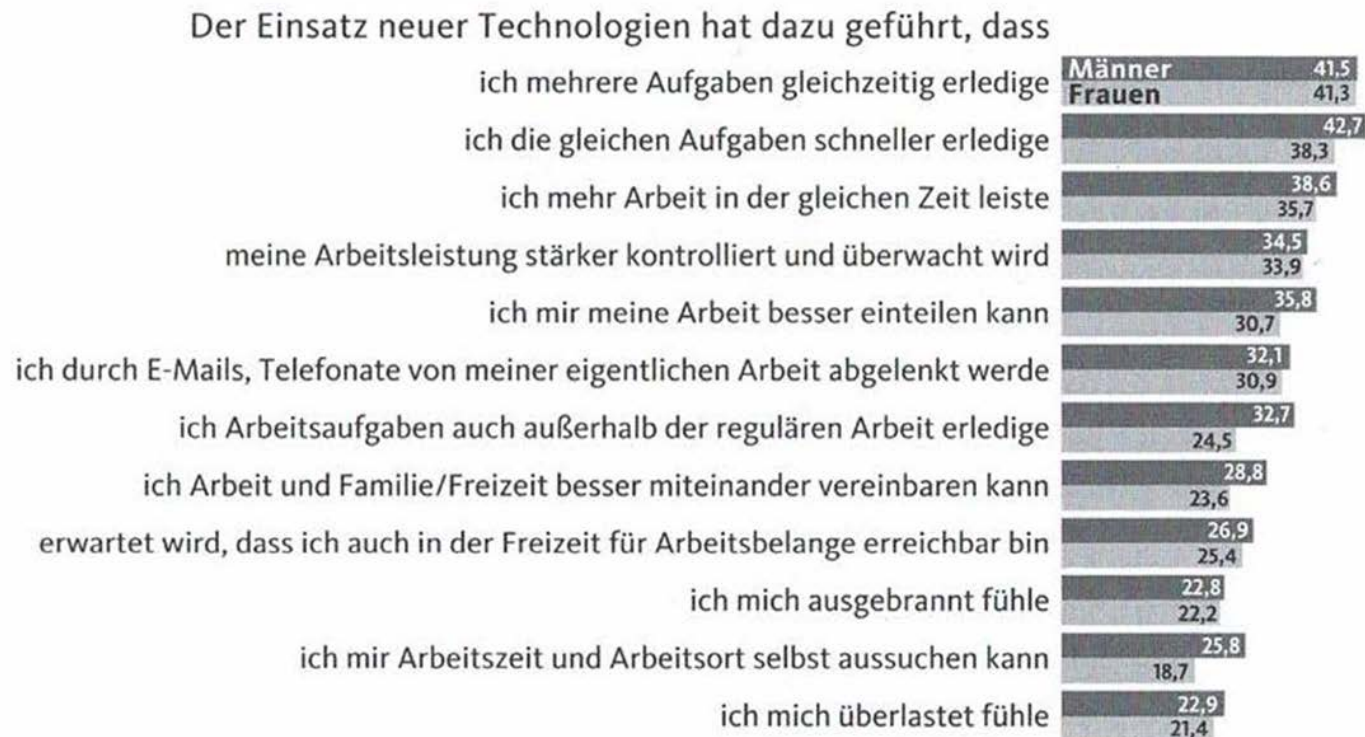 Der Einsatz neuer Technologien hat dazu geführt, dass
ich mehrere Aufgaben gleichzeitig erledige Männer 41,5
Frauen 41,3
ich die gleichen Aufgaben schneller erledige 42,7
38,3
ich mehr Arbeit in der gleichen Zeit leiste 38,6
35,7
meine Arbeitsleistung stärker kontrolliert und überwacht wird 34,5
33,9
ich mir meine Arbeit besser einteilen kann 35,8
30,7
ich durch E-Mails, Telefonate von meiner eigentlichen Arbeit abgelenkt werde 32,1
30,9
ich Arbeitsaufgaben auch außerhalb der regulären Arbeit erledige 32,7
24,5
ich Arbeit und Familie/Freizeit besser miteinander vereinbaren kann 28,8
23,6
erwartet wird, dass ich auch in der Freizeit für Arbeitsbelange erreichbar bin 26,9
25,4
ich mich ausgebrannt fühle 22,8
22,2
ich mir Arbeitszeit und Arbeitsort selbst aussuchen kann 25,8
18,7
ich mich überlastet fühle 22,9
21,4